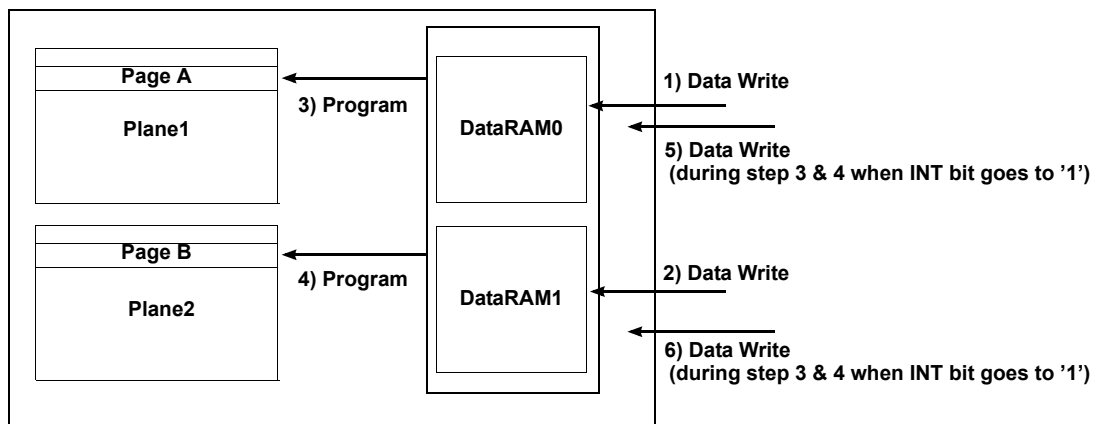 Page A
Plane1
3) Program
DataRAM0
1) Data Write
5) Data Write
(during step 3 & 4 when INT bit goes to ’1’)
Page B
Plane2
4) Program
DataRAM1
2) Data Write
6) Data Write
(during step 3 & 4 when INT bit goes to ’1’)